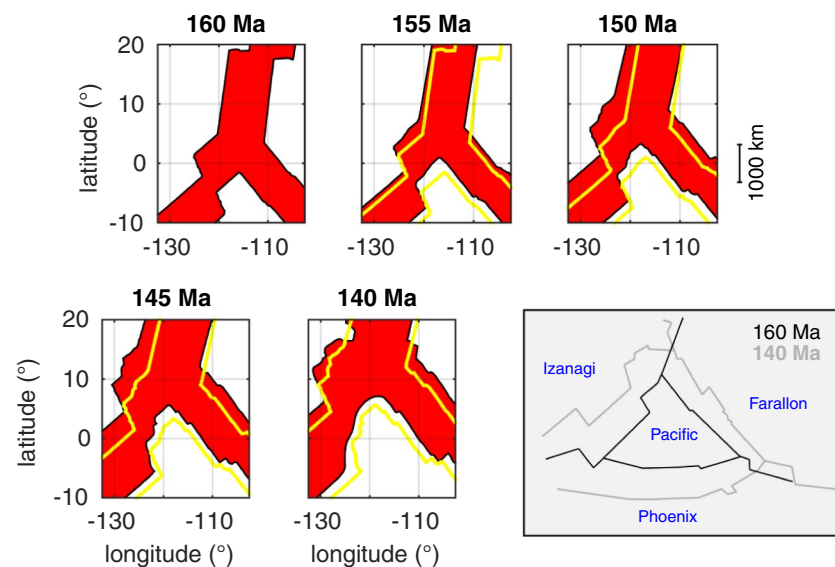 160 Ma
155 Ma
150 Ma
latitude (°)
20
10
0
-10
-130
-110
-130
-110
-130
-110
1000 km
145 Ma
140 Ma
latitude (°)
20
10
0
-10
-130
-110
-130
-110
longitude (°)
longitude (°)
160 Ma
140 Ma
Izanagi
Farallon
Pacific
Phoenix